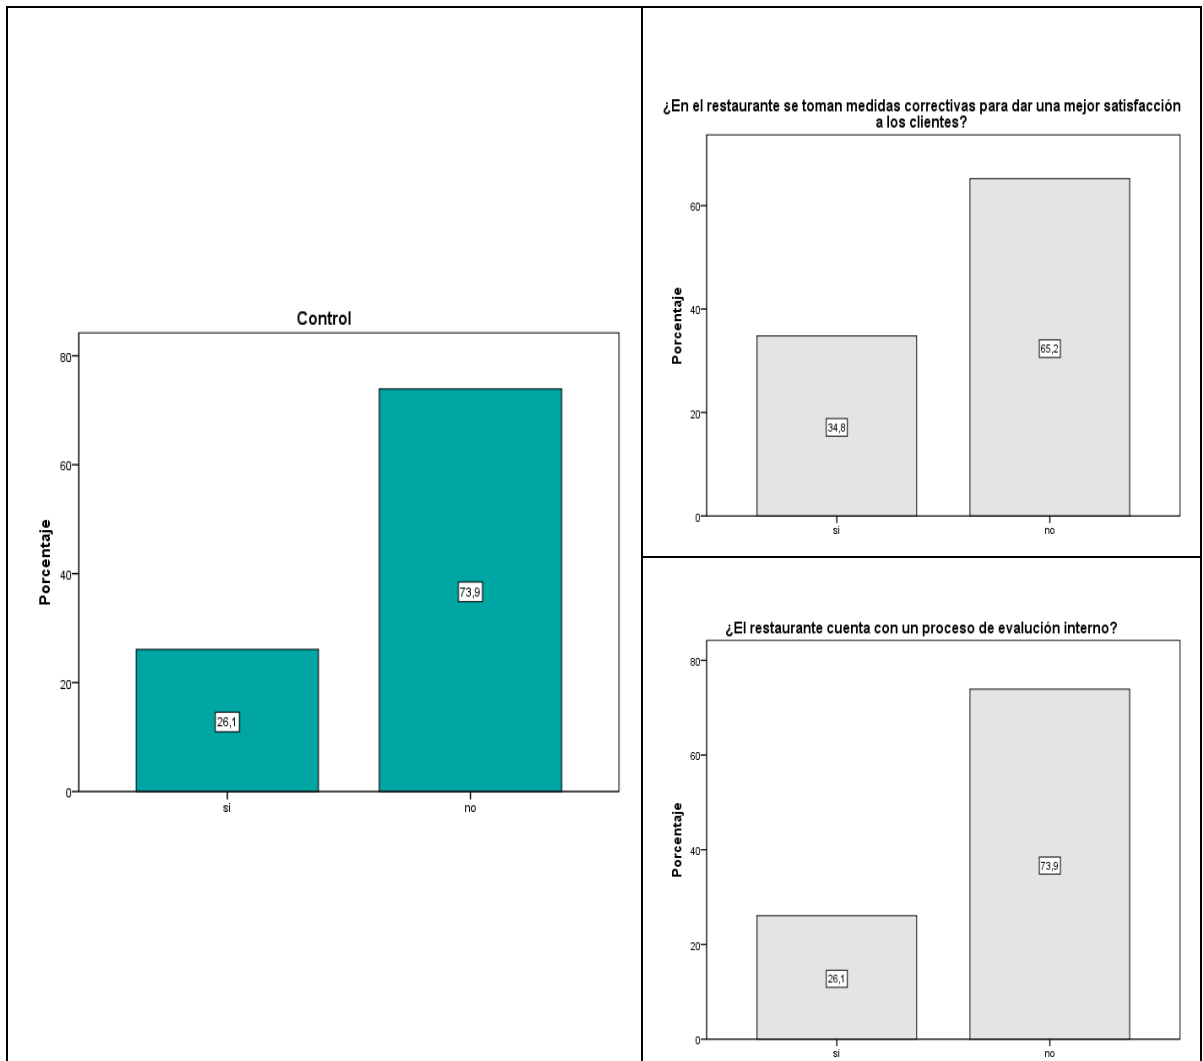 Control
Porcentaje
80
60
40
20
0
26,1
73,9
si
no
¿En el restaurante se toman medidas correctivas para dar una mejor satisfacción
a los clientes?
Porcentaje
60
40
20
0
34,8
65,2
si
no
¿El restaurante cuenta con un proceso de evalución interno?
Porcentaje
80
60
40
20
0
26,1
73,9
si
no